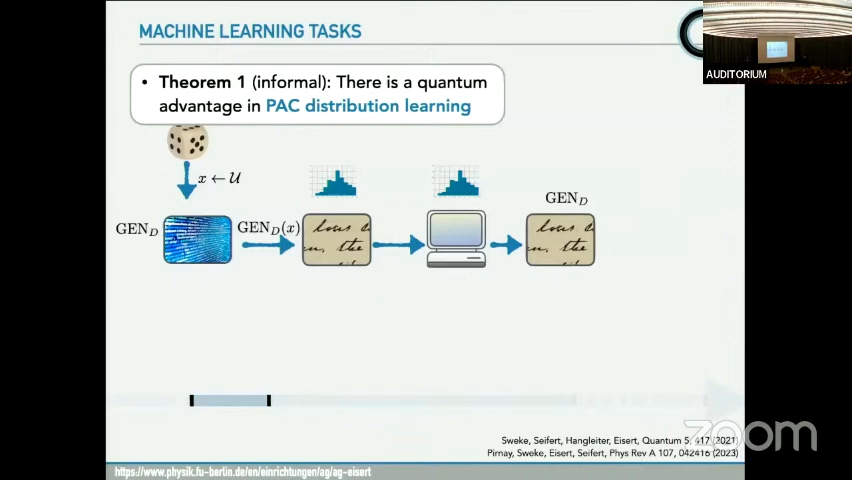 MACHINE LEARNING TASKS
AUDITORIUM
• Theorem 1 (informal): There is a quantum
advantage in PAC distribution learning
x ← U
GEN_D
GEN_D(x)
GEN_D
the
the
Sweke, Seifert, Hangleiter, Eisert, Quantum 5, 417 (2021)
Pirnay, Sweke, Eisert, Seifert, Phys Rev A 107, 042416 (2023)
zoom
https://www.physik.fu-berlin.de/en/einrichtungen/ag/ag-eisert